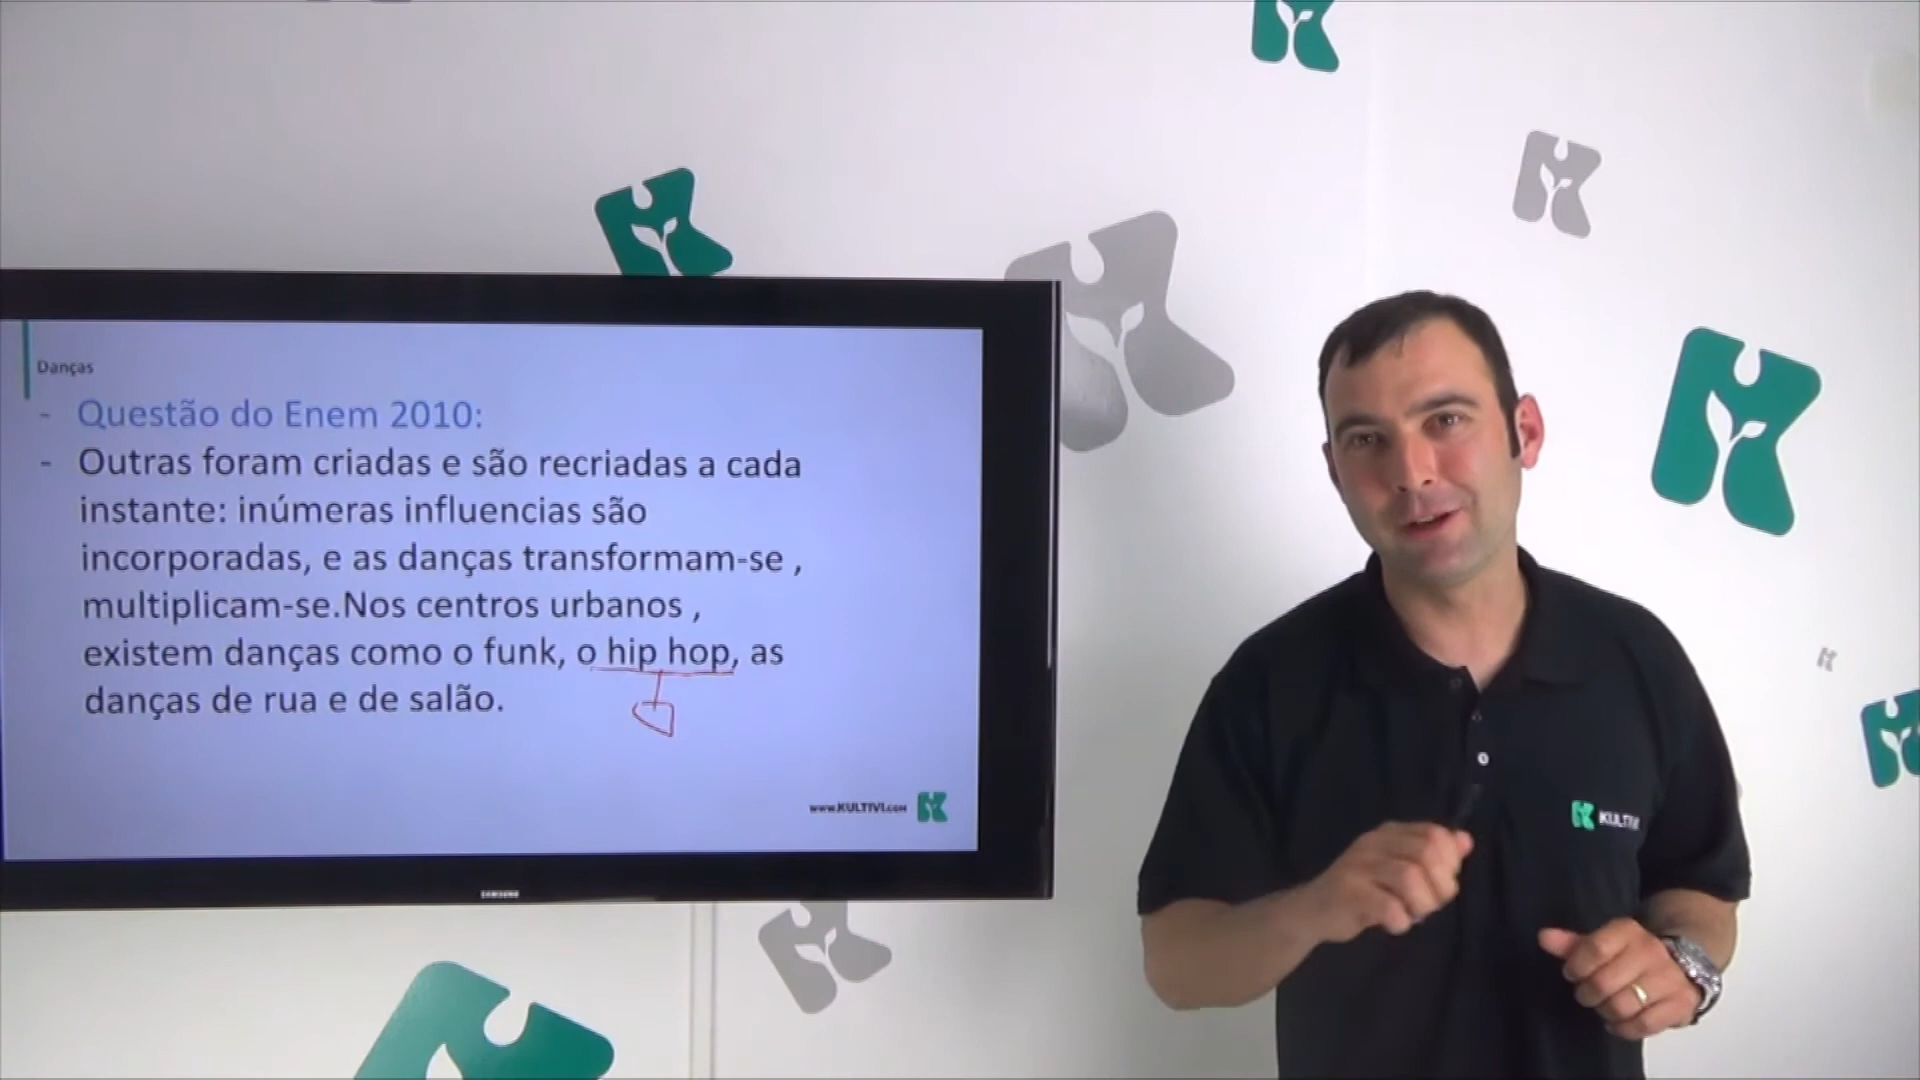 Danças
- Questão do Enem 2010:
- Outras foram criadas e são recriadas a cada
instante: inúmeras influencias são
incorporadas, e as danças transformam-se ,
multiplicam-se.Nos centros urbanos ,
existem danças como o funk, o hip hop, as
danças de rua e de salão.
www.KULTIVI.com
SAMSUNG
KULTIVI